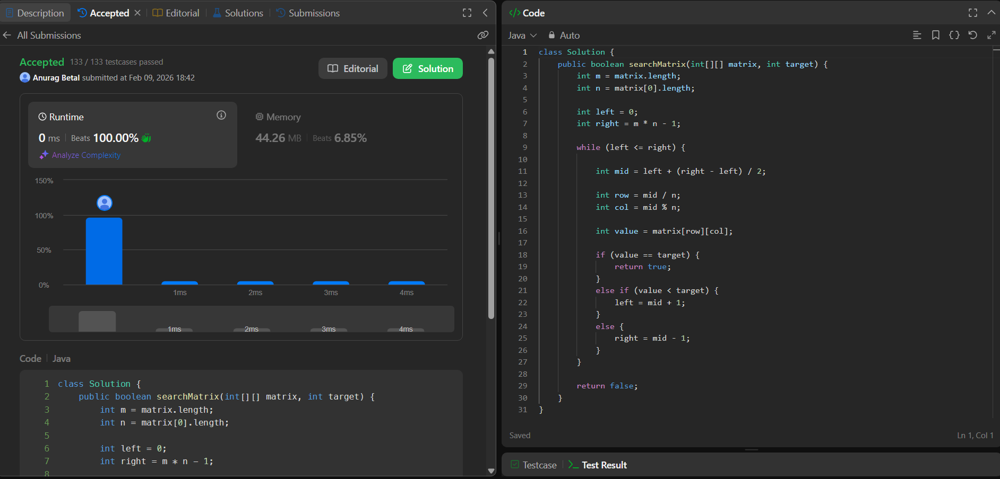 Description
Accepted
Editorial
Solutions
Submissions
All Submissions
Accepted 133 / 133 testcases passed
Anurag Betal submitted at Feb 09, 2026 18:42
Editorial
Solution
Runtime
0 ms Beats 100.00%
Analyze Complexity
Memory
44.26 MB Beats 6.85%
150%
100%
50%
0%
1ms 2ms 3ms 4ms
1ms 2ms 3ms 4ms
Code Java
1 class Solution {
2 public boolean searchMatrix(int[][] matrix, int target) {
3 int m = matrix.length;
4 int n = matrix[0].length;
5
6 int left = 0;
7 int right = m * n - 1;
8
</> Code
Java
Auto
1 class Solution {
2 public boolean searchMatrix(int[][] matrix, int target) {
3 int m = matrix.length;
4 int n = matrix[0].length;
5
6 int left = 0;
7 int right = m * n - 1;
8
9 while (left <= right) {
10
11 int mid = left + (right - left) / 2;
12
13 int row = mid / n;
14 int col = mid % n;
15
16 int value = matrix[row][col];
17
18 if (value == target) {
19 return true;
20 }
21 else if (value < target) {
22 left = mid + 1;
23 }
24 else {
25 right = mid - 1;
26 }
27 }
28
29 return false;
30 }
31 }
Saved
Ln 1, Col 1
Testcase
Test Result